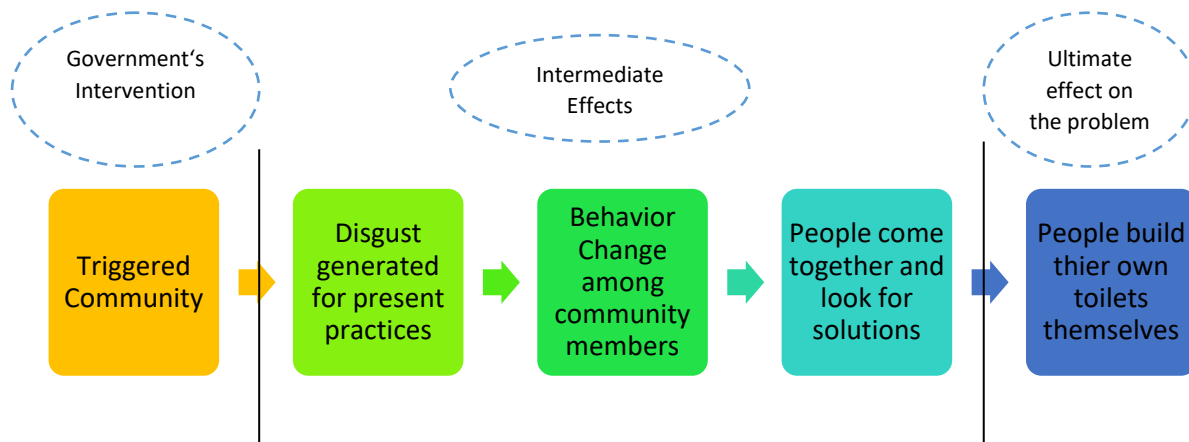 Government‘s
Intervention
Intermediate
Effects
Ultimate
effect on
the problem
Triggered
Community
Disgust
generated
for present
practices
Behavior
Change
among
community
members
People come
together and
look for
solutions
People build
thier own
toilets
themselves